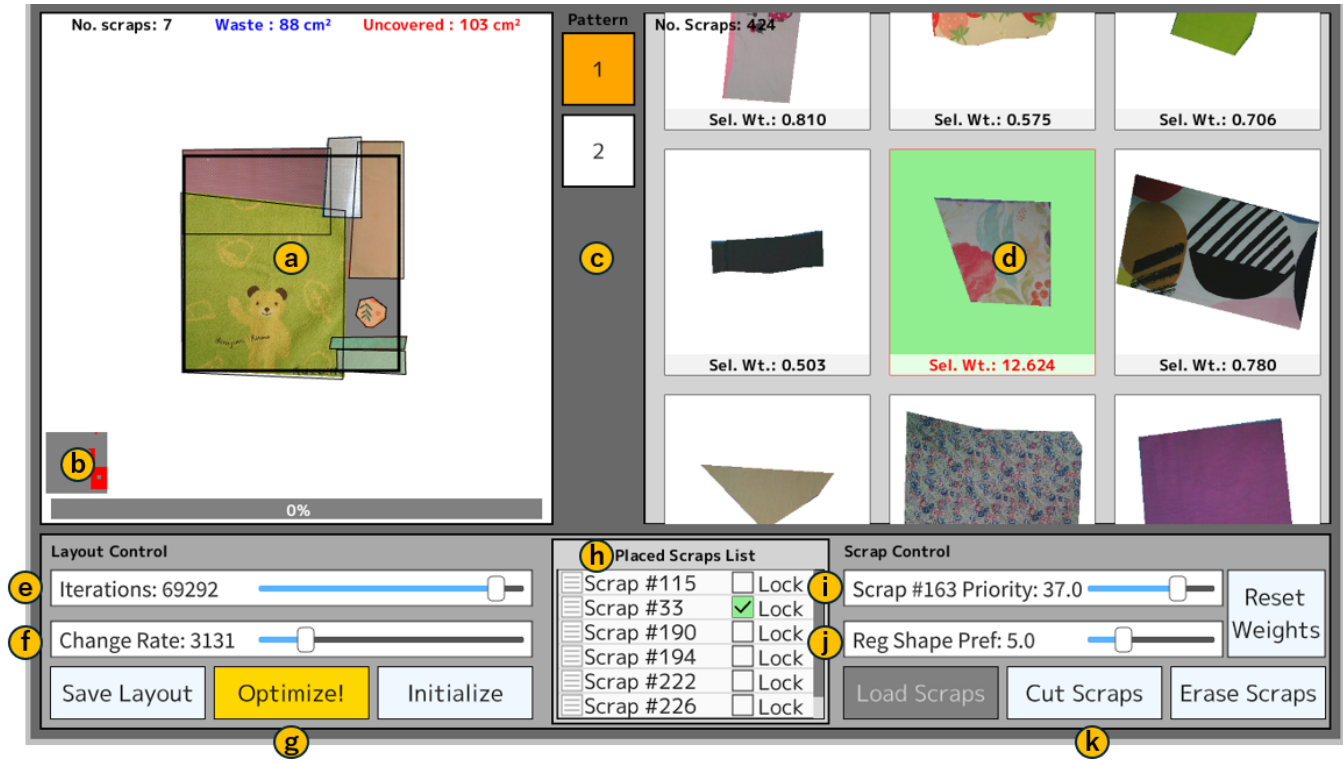 No. scraps: 7 Waste : 88 cm² Uncovered : 103 cm²
Pattern
1
2
No. Scraps: 424
Sel. Wt.: 0.810 Sel. Wt.: 0.575 Sel. Wt.: 0.706
a
c
d
Sel. Wt.: 0.503 Sel. Wt.: 12.624 Sel. Wt.: 0.780
b
0%
Layout Control
e
Iterations: 69292
f
Change Rate: 3131
Save Layout Optimize! Initialize
g
h
Placed Scraps List
Scrap #115 Lock
Scrap #33 Lock
Scrap #190 Lock
Scrap #194 Lock
Scrap #222 Lock
Scrap #226 Lock
Scrap Control
i
Scrap #163 Priority: 37.0
j
Reg Shape Pref: 5.0
Reset
Weights
Load Scraps Cut Scraps Erase Scraps
k